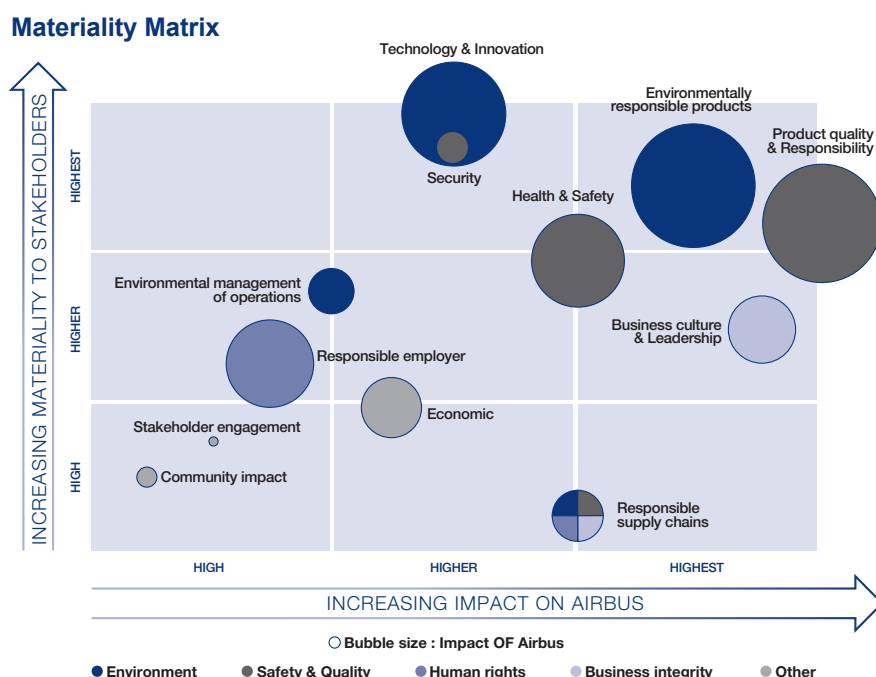 Materiality Matrix
Technology & Innovation
Environmentally
responsible products
Product quality
& Responsibility
Security
Health & Safety
Environmental management
of operations
Business culture
& Leadership
Responsible employer
Economic
Stakeholder engagement
Community impact
Responsible
supply chains
INCREASING MATERIALITY TO STAKEHOLDERS
HIGHEST
HIGHER
HIGH
HIGH
HIGHER
HIGHEST
INCREASING IMPACT ON AIRBUS
Bubble size : Impact OF Airbus
Environment
Safety & Quality
Human rights
Business integrity
Other